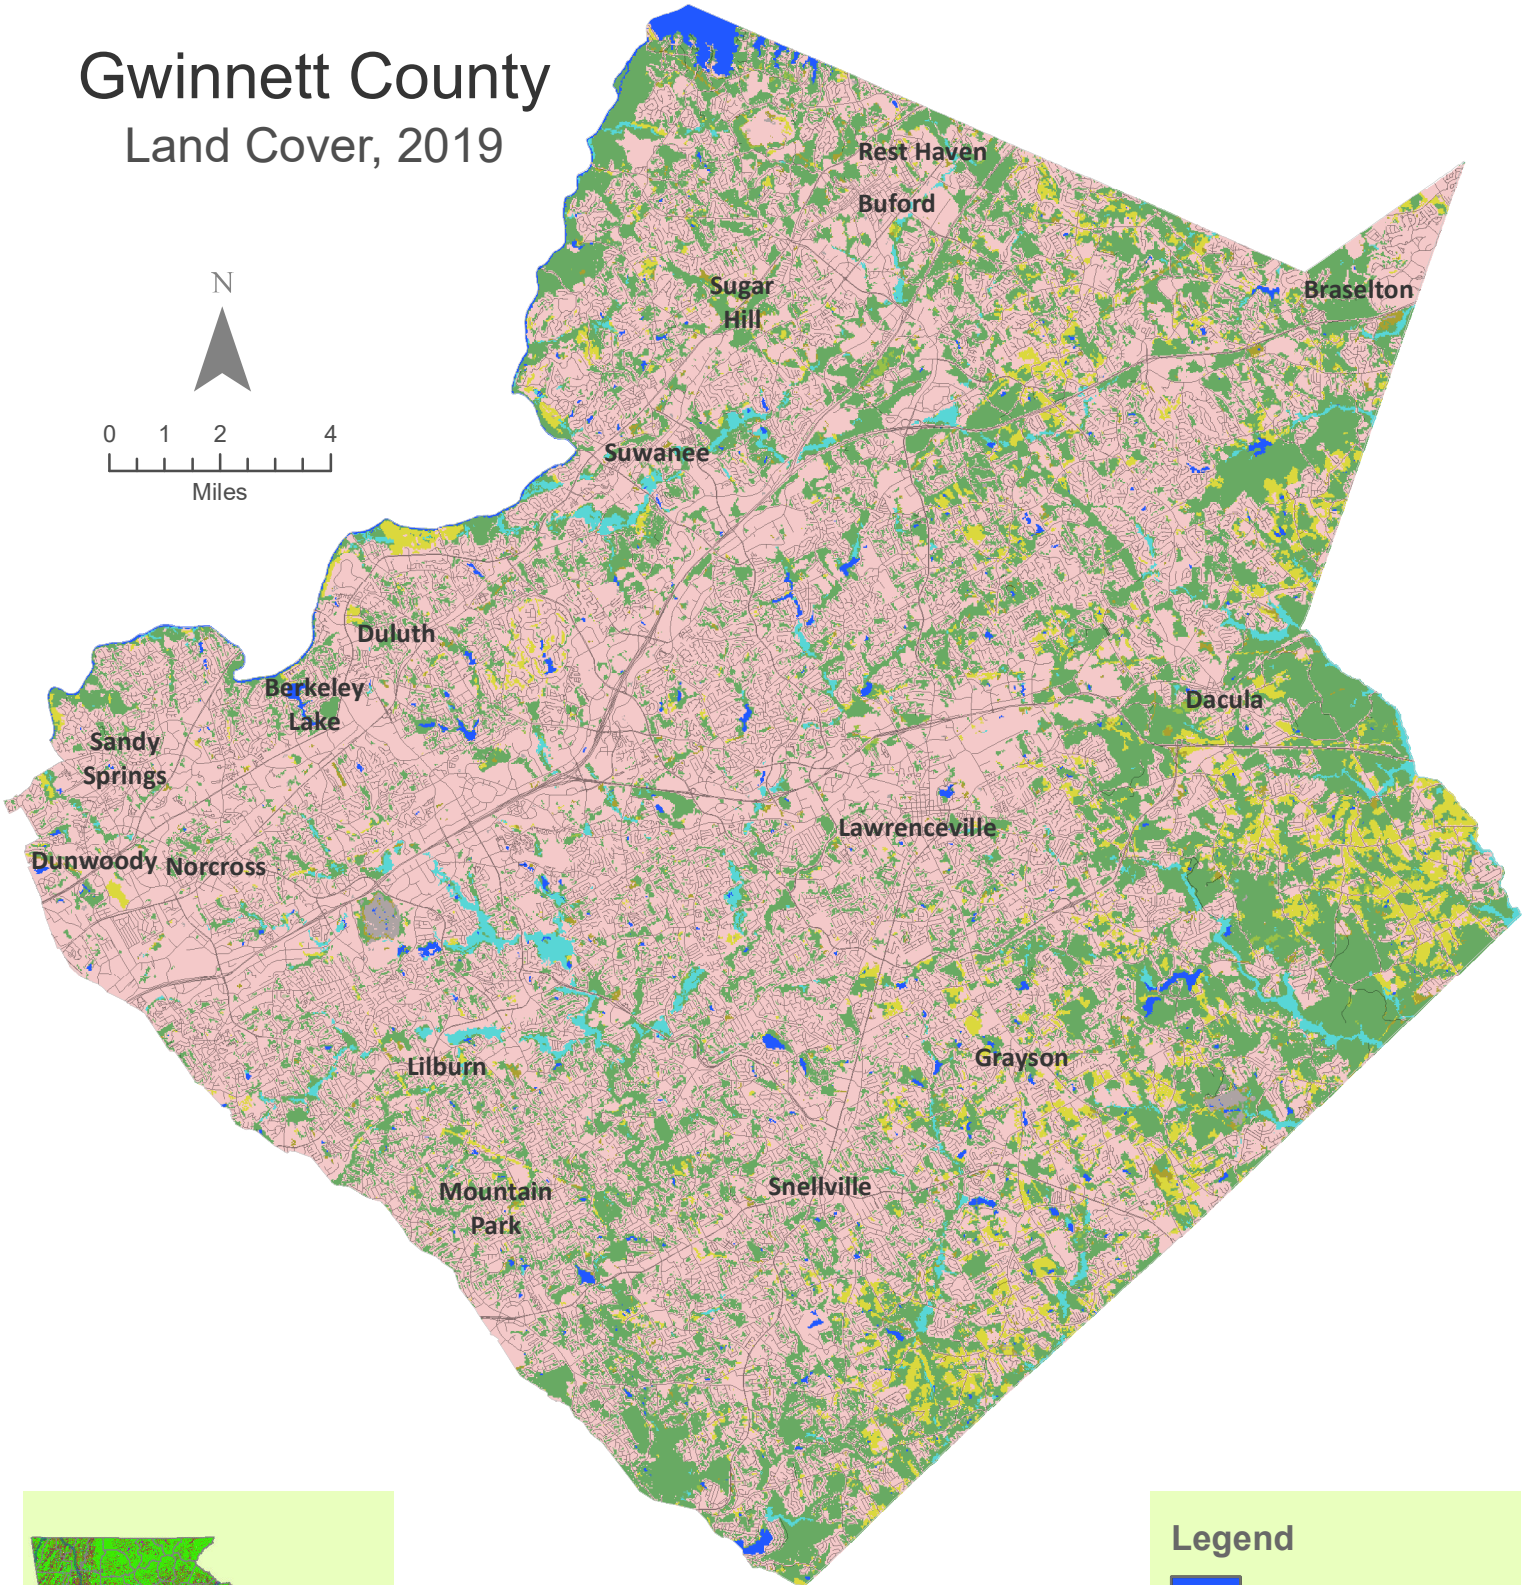 Gwinnett County
Land Cover, 2019
Rest Haven
Buford
N
Sugar
Hill
Braselton
0 1 2 4
Miles
Suwanee
Duluth
Berkeley
Lake
Dacula
Sandy
Springs
Lawrenceville
Dunwoody
Norcross
Grayson
Lilburn
Snellville
Mountain
Park
Legend